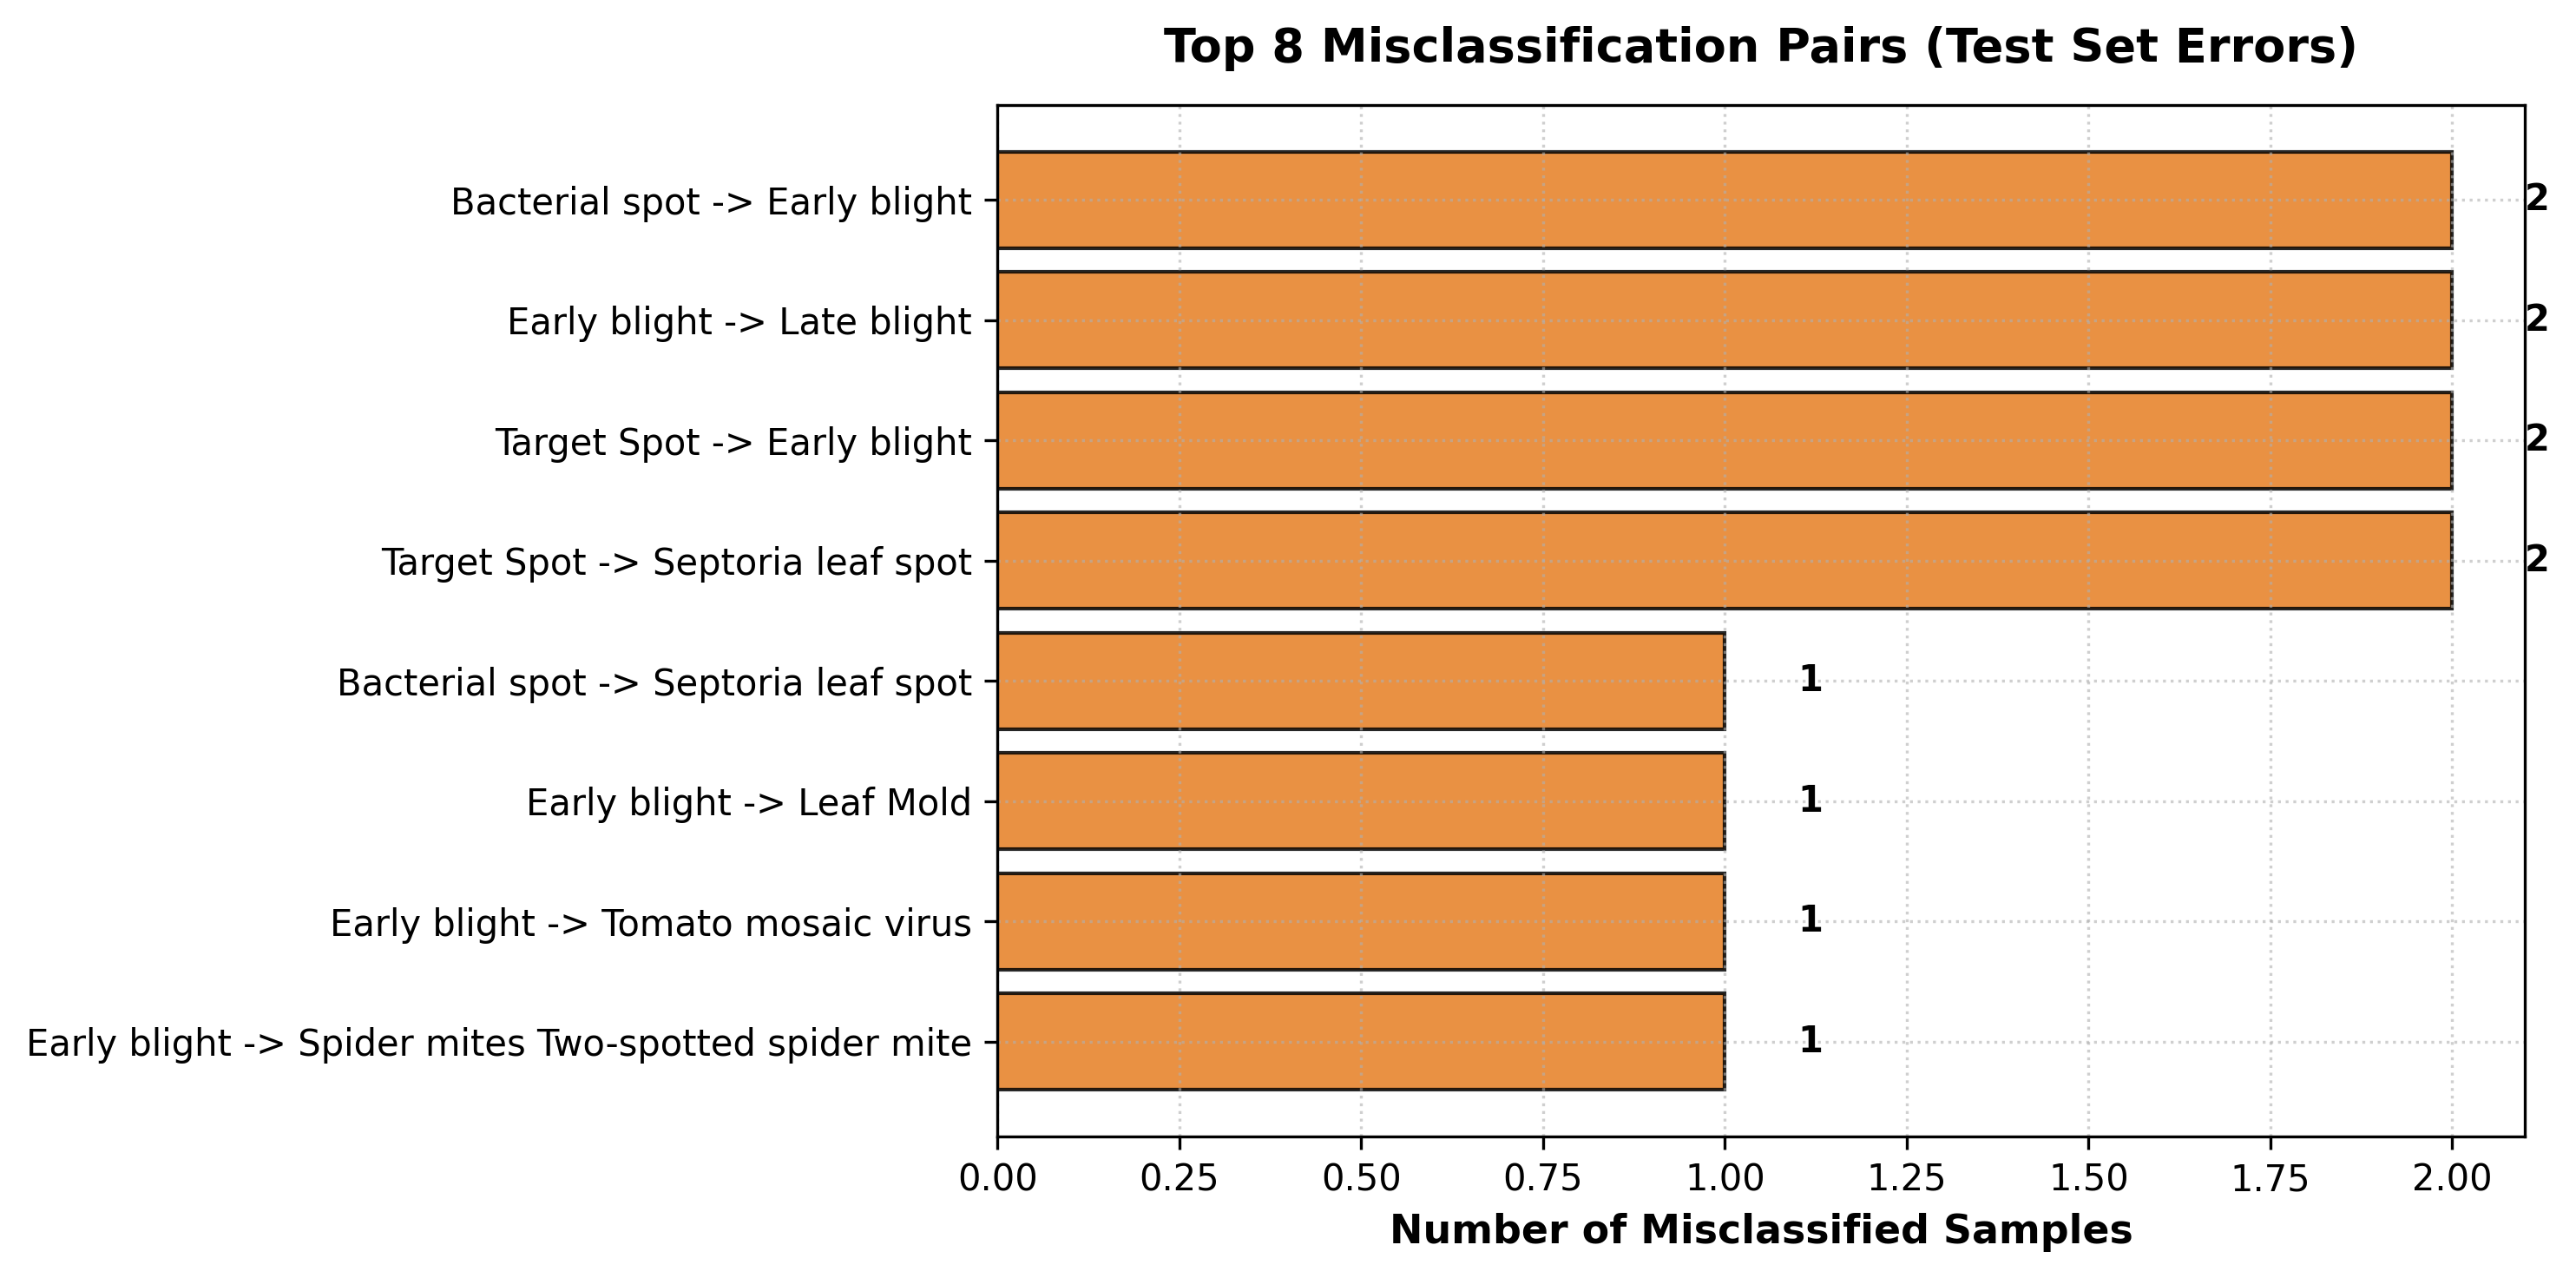 Top 8 Misclassification Pairs (Test Set Errors)
Bacterial spot -> Early blight 2
Early blight -> Late blight 2
Target Spot -> Early blight 2
Target Spot -> Septoria leaf spot 2
Bacterial spot -> Septoria leaf spot 1
Early blight -> Leaf Mold 1
Early blight -> Tomato mosaic virus 1
Early blight -> Spider mites Two-spotted spider mite 1
0.00 0.25 0.50 0.75 1.00 1.25 1.50 1.75 2.00
Number of Misclassified Samples